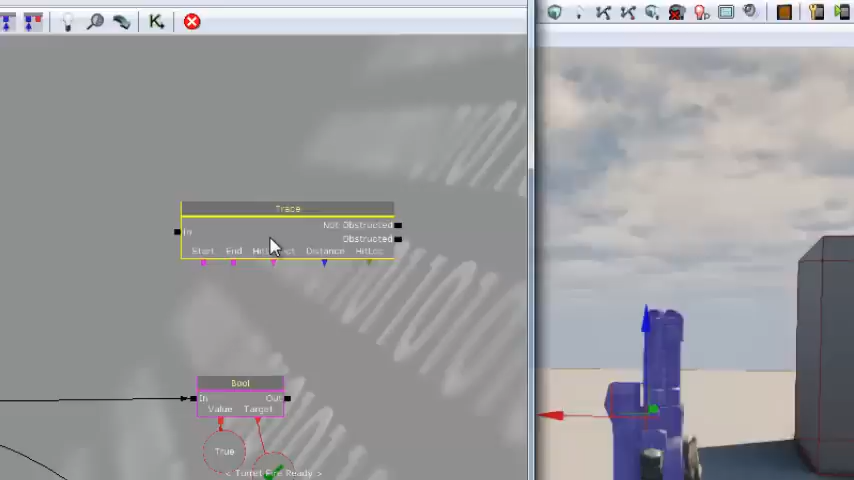 K
Trace
In
Not Obstructed
Obstructed
Start End Distance HitLoc
Bool
In Out
Value Target
True
< Turret Fire Ready >